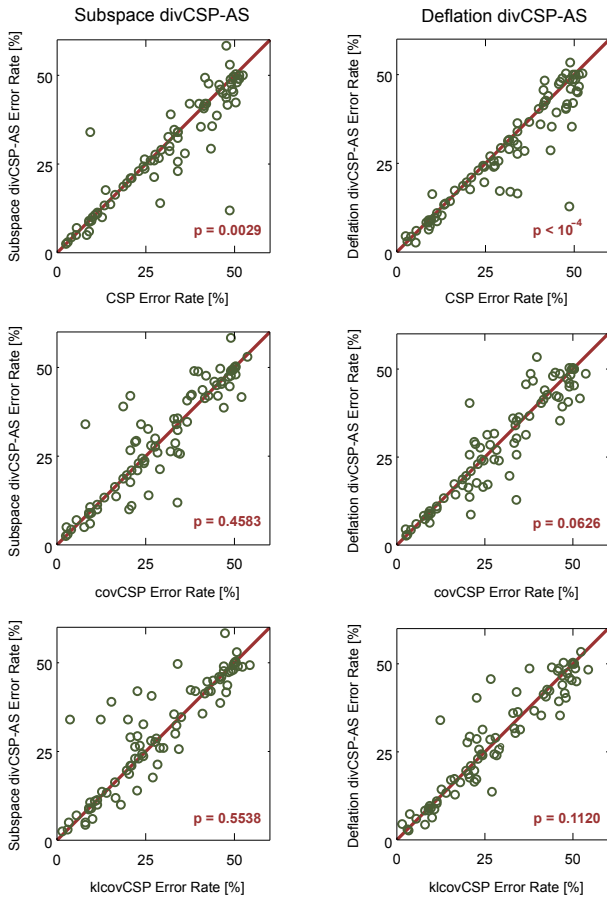 Subspace divCSP-AS
Deflation divCSP-AS
Subspace divCSP-AS Error Rate [%]
50
25
0
0
25
50
p = 0.0029
CSP Error Rate [%]
Deflation divCSP-AS Error Rate [%]
50
25
0
0
25
50
p < 10^-4
CSP Error Rate [%]
Subspace divCSP-AS Error Rate [%]
50
25
0
0
25
50
p = 0.4583
covCSP Error Rate [%]
Deflation divCSP-AS Error Rate [%]
50
25
0
0
25
50
p = 0.0626
covCSP Error Rate [%]
Subspace divCSP-AS Error Rate [%]
50
25
0
0
25
50
p = 0.5538
klcovCSP Error Rate [%]
Deflation divCSP-AS Error Rate [%]
50
25
0
0
25
50
p = 0.1120
klcovCSP Error Rate [%]